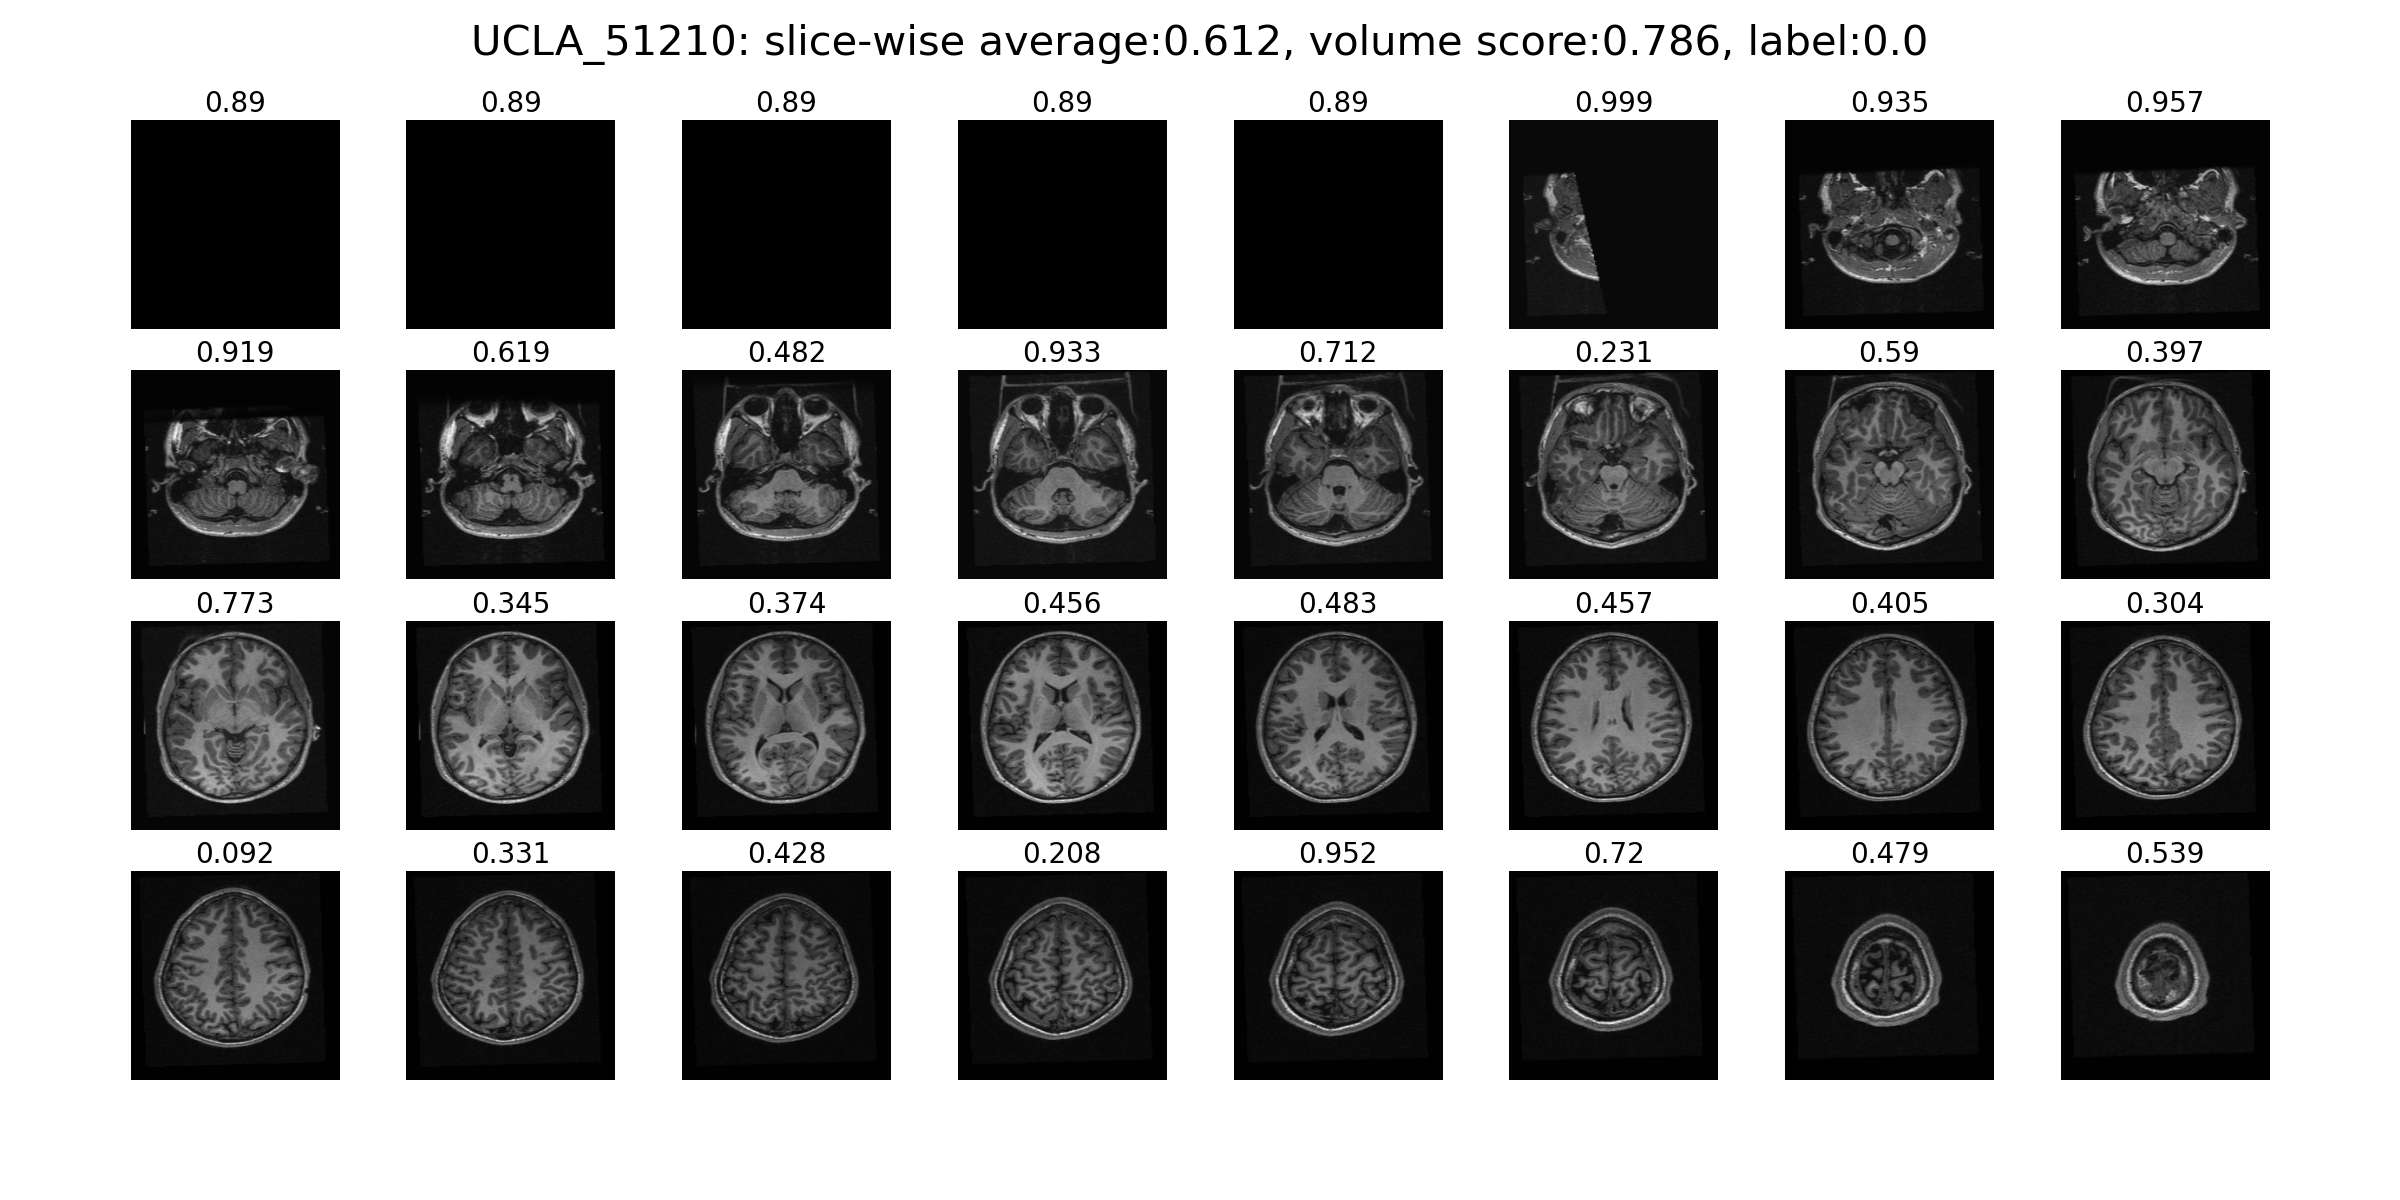 UCLA_51210: slice-wise average:0.612, volume score:0.786, label:0.0
0.89 0.89 0.89 0.89 0.89 0.999 0.935 0.957
0.919 0.619 0.482 0.933 0.712 0.231 0.59 0.397
0.773 0.345 0.374 0.456 0.483 0.457 0.405 0.304
0.092 0.331 0.428 0.208 0.952 0.72 0.479 0.539